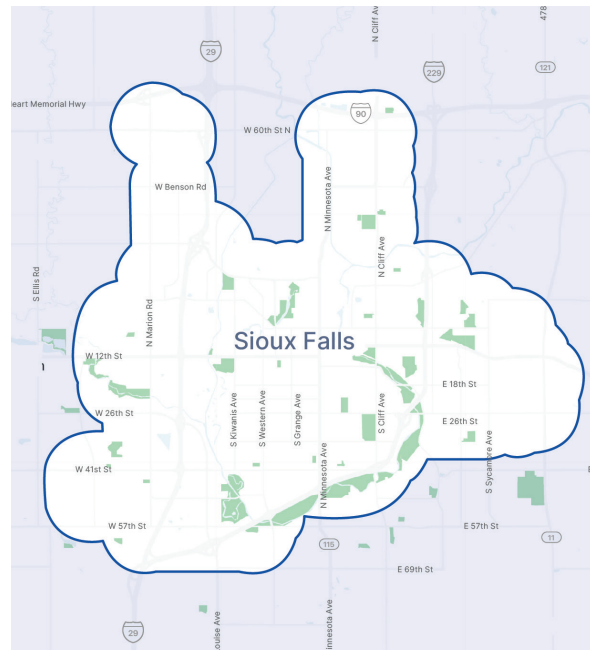 N Cliff Av
478
29
229
121
eart Memorial Hwy
90
W 60th St N
W Benson Rd
N Minnesota Ave
N Cliff Ave
S Ellis Rd
N Marion Rd
Sioux Falls
W 12th St
E 18th St
W 26th St
S Kiwanis Ave
S Western Ave
S Grange Ave
S Cliff Ave
E 26th St
W 41st St
N Minnesota Ave
S Sycamore Ave
W 57th St
E 57th St
115
11
E 69th St
29
ouise Ave
nnesota Ave